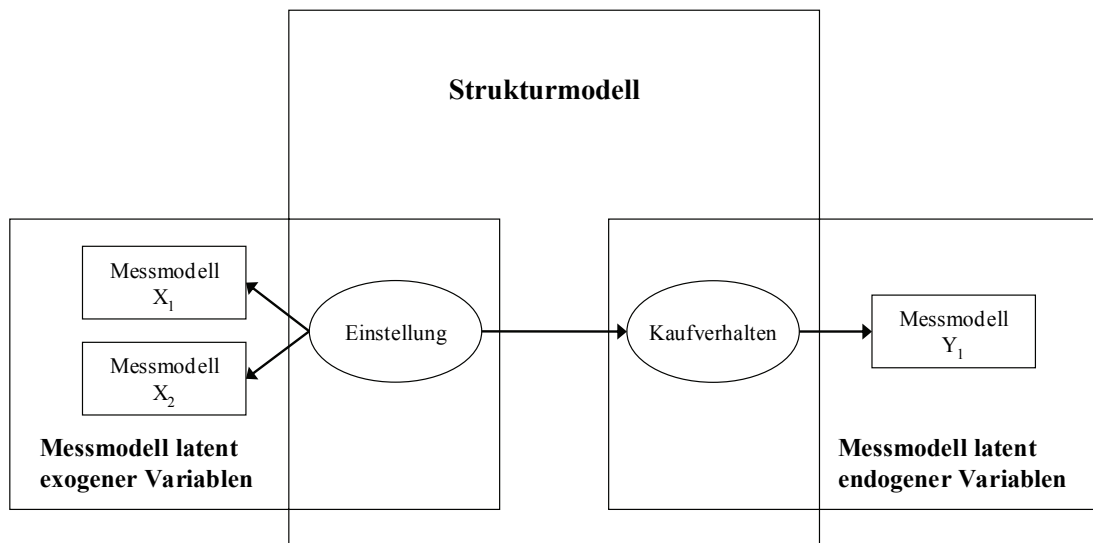 Strukturmodell
Messmodell
X1
Messmodell
X2
Einstellung
Kaufverhalten
Messmodell
Y1
Messmodell latent
exogener Variablen
Messmodell latent
endogener Variablen